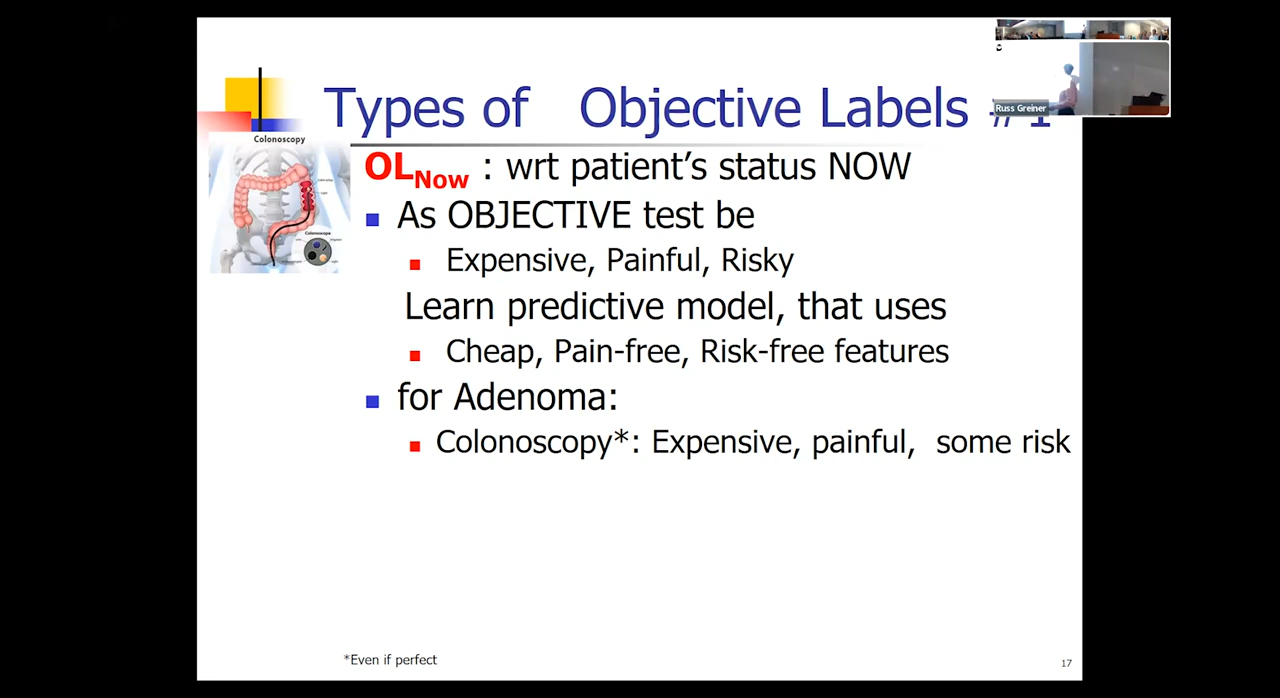 Types of Objective Labels #1
Russ Greiner
Colonoscopy
OLNow : wrt patient's status NOW
As OBJECTIVE test be
Expensive, Painful, Risky
Learn predictive model, that uses
Cheap, Pain-free, Risk-free features
for Adenoma:
Colonoscopy*: Expensive, painful, some risk
*Even if perfect
17